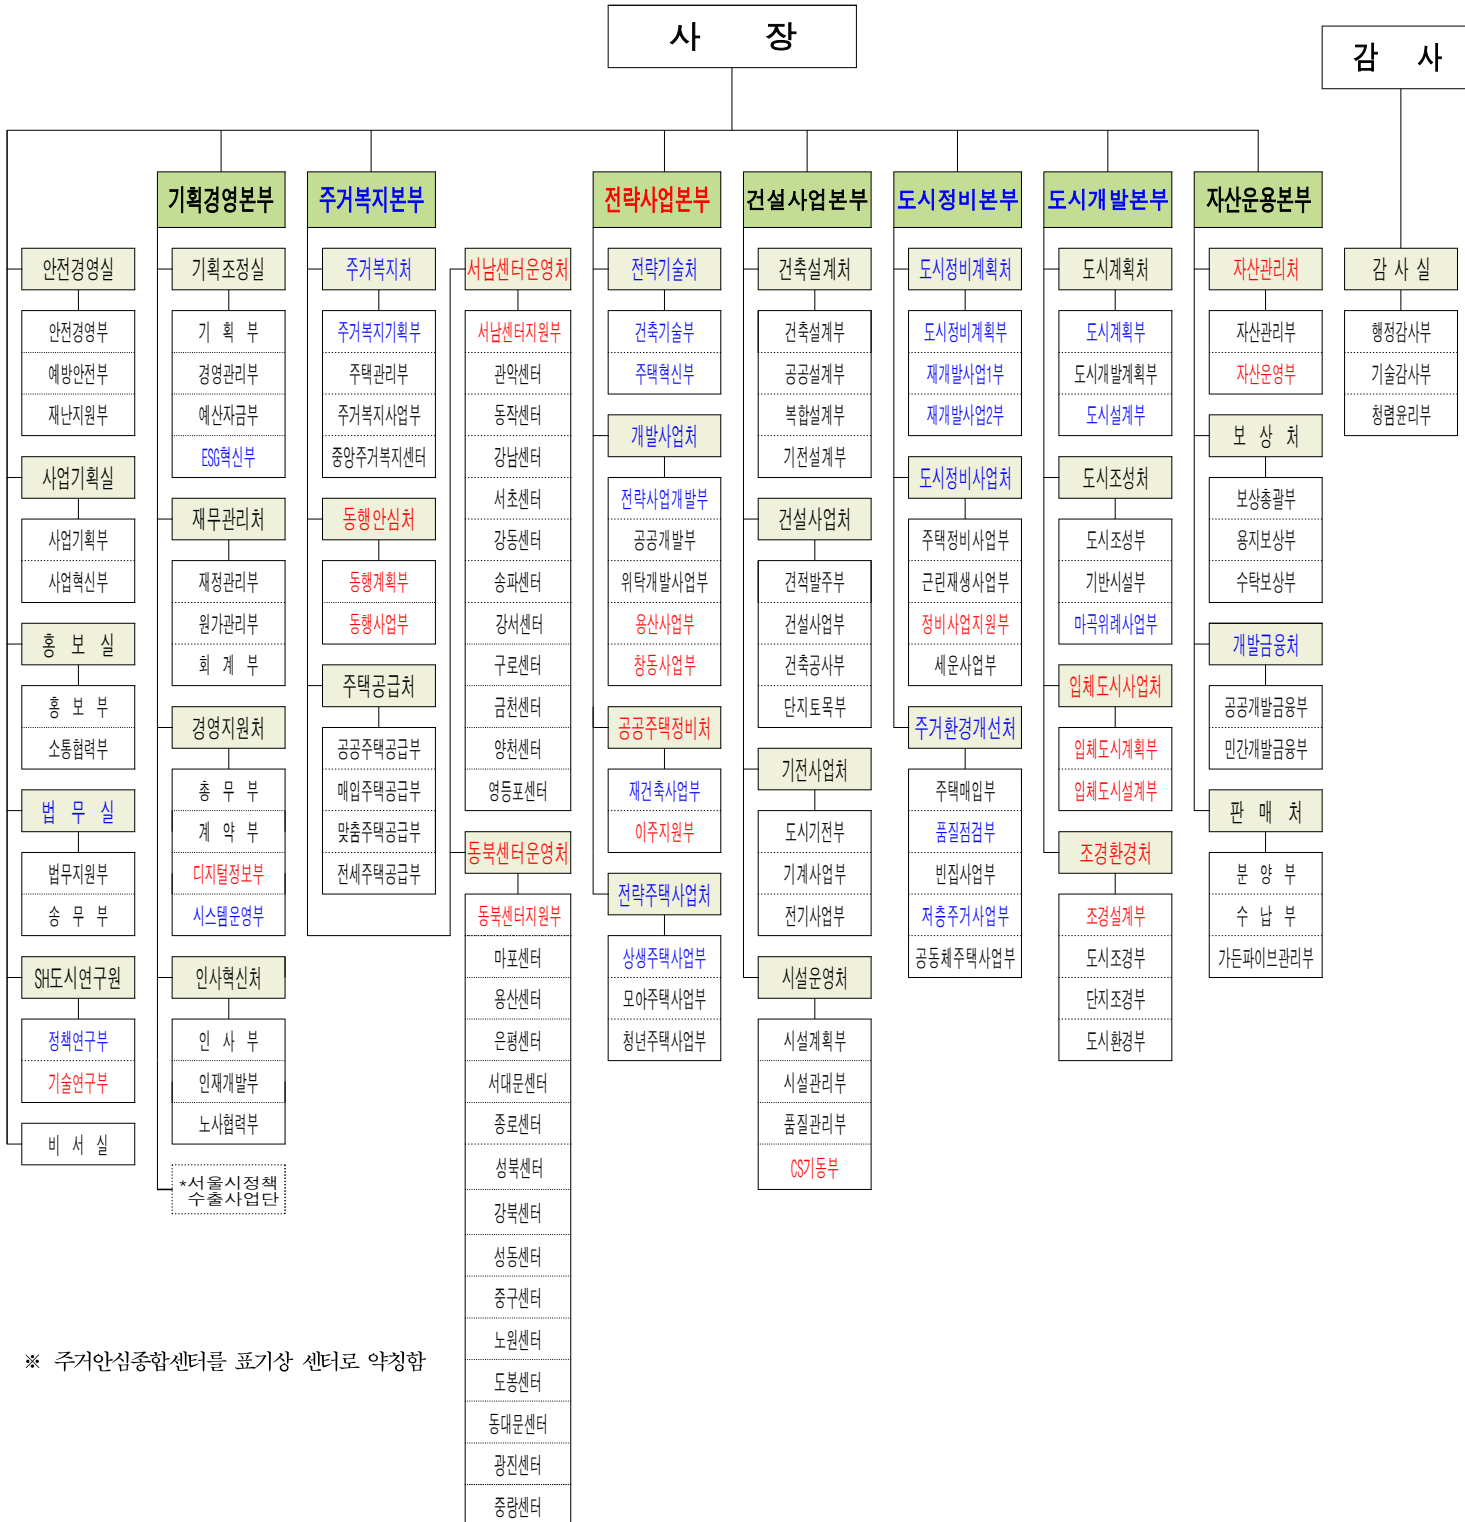 사 장
감 사
안전경영실
안전경영부
예방안전부
재난지원부
사업기획실
사업기획부
사업혁신부
홍 보 실
홍 보 부
소통협력부
법 무 실
법무지원부
송 무 부
SH도시연구원
정책연구부
기술연구부
비 서 실
기획경영본부
기획조정실
기 획 부
경영관리부
예산자금부
ESG혁신부
재무관리처
재정관리부
원가관리부
회 계 부
경영지원처
총 무 부
계 약 부
디지털정보부
시스템운영부
인사혁신처
인 사 부
인재개발부
노사협력부
*서울시정책
수출사업단
주거복지본부
주거복지처
주거복지기획부
주택관리부
주거복지사업부
중앙주거복지센터
동행안심처
동행계획부
동행사업부
주택공급처
공공주택공급부
매입주택공급부
맞춤주택공급부
전세주택공급부
서남센터운영처
서남센터지원부
관악센터
동작센터
강남센터
서초센터
강동센터
송파센터
강서센터
구로센터
금천센터
양천센터
영등포센터
동북센터운영처
동북센터지원부
마포센터
용산센터
은평센터
서대문센터
종로센터
성북센터
강북센터
성동센터
중구센터
노원센터
도봉센터
동대문센터
광진센터
중랑센터
전략사업본부
전략기술처
건축기술부
주택혁신부
개발사업처
전략사업개발부
공공개발부
위탁개발사업부
용산사업부
창동사업부
공공주택정비처
재건축사업부
이주지원부
전략주택사업처
상생주택사업부
모아주택사업부
청년주택사업부
건설사업본부
건축설계처
건축설계부
공공설계부
복합설계부
기전설계부
건설사업처
견적발주부
건설사업부
건축공사부
단지토목부
기전사업처
도시기전부
기계사업부
전기사업부
시설운영처
시설계획부
시설관리부
품질관리부
CS기동부
도시정비본부
도시정비계획처
도시정비계획부
재개발사업1부
재개발사업2부
도시정비사업처
주택정비사업부
근린재생사업부
정비사업지원부
세운사업부
주거환경개선처
주택매입부
품질점검부
빈집사업부
저층주거사업부
공동체주택사업부
도시개발본부
도시계획처
도시계획부
도시개발계획부
도시설계부
도시조성처
도시조성부
기반시설부
마곡위례사업부
입체도시사업처
입체도시계획부
입체도시설계부
조경환경처
조경설계부
도시조경부
단지조경부
도시환경부
자산운용본부
자산관리처
자산관리부
자산운영부
보 상 처
보상총괄부
용지보상부
수탁보상부
개발금융처
공공개발금융부
민간개발금융부
판 매 처
분 양 부
수 납 부
가든파이브관리부
감 사 실
행정감사부
기술감사부
청렴윤리부
※ 주거안심종합센터를 표기상 센터로 약칭함